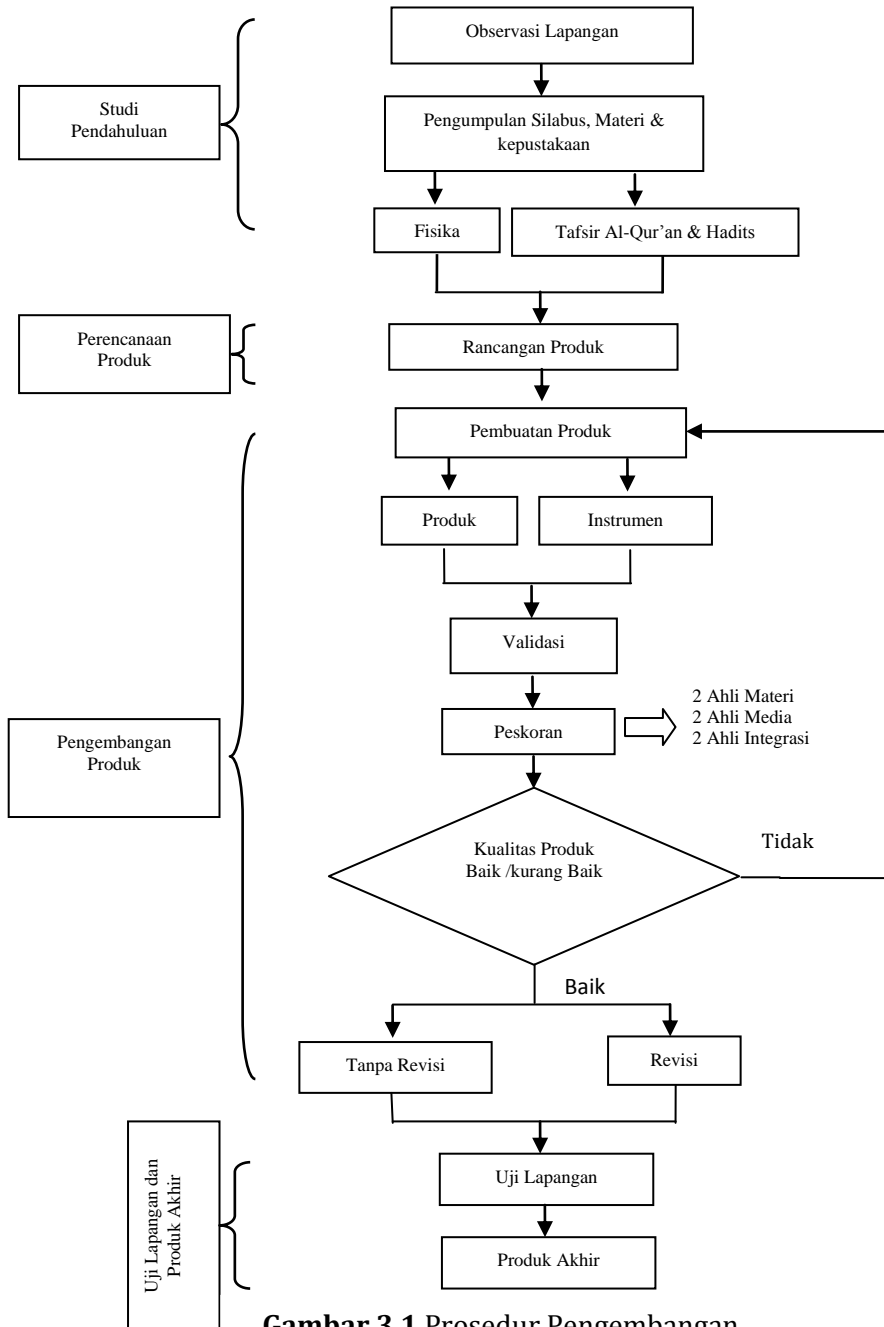 Observasi Lapangan
Studi
Pendahuluan
Pengumpulan Silabus, Materi &
kepustakaan
Fisika
Tafsir Al-Qur'an & Hadits
Perencanaan
Produk
Rancangan Produk
Pembuatan Produk
Produk
Instrumen
Validasi
Peskoran
2 Ahli Materi
2 Ahli Media
2 Ahli Integrasi
Pengembangan
Produk
Kualitas Produk
Baik /kurang Baik
Tidak
Baik
Tanpa Revisi
Revisi
Uji Lapangan dan
Produk Akhir
Uji Lapangan
Produk Akhir
Gambar 3.1 Prosedur Pengembangan